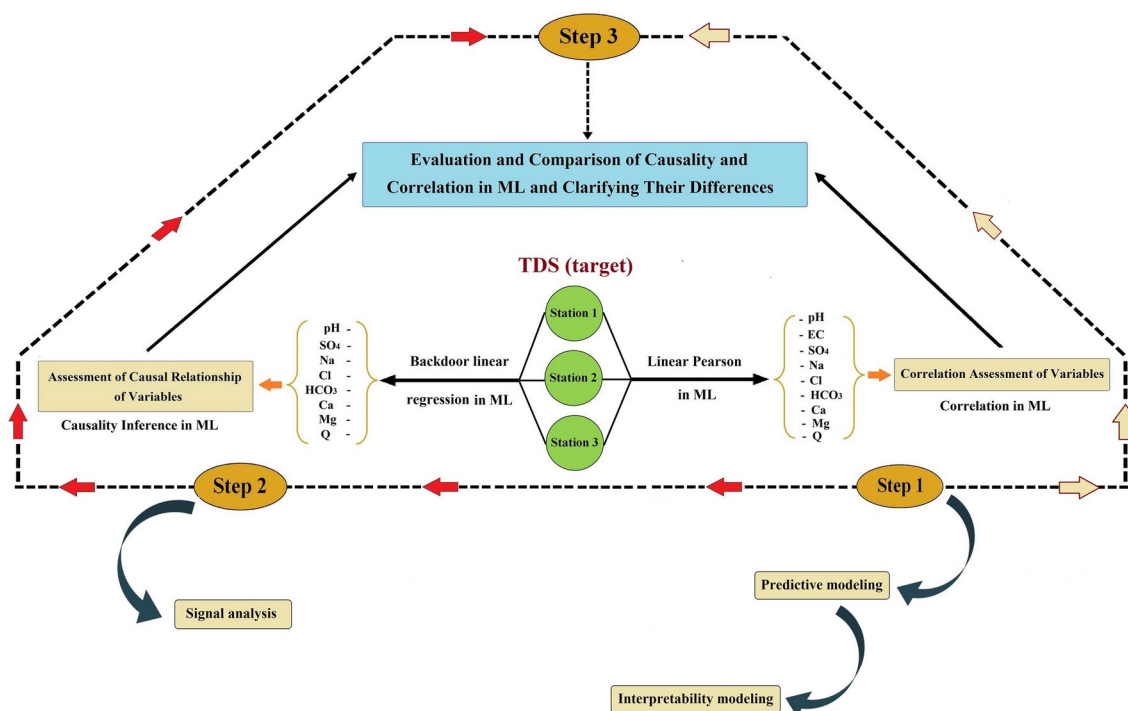 Step 3
Evaluation and Comparison of Causality and
Correlation in ML and Clarifying Their Differences
TDS (target)
Station 1
Station 2
Station 3
Backdoor linear
regression in ML
Linear Pearson
in ML
pH -
SO₄ -
Na -
Cl -
HCO₃ -
Ca -
Mg -
Q -
- pH
- EC
- SO₄
- Na
- Cl
- HCO₃
- Ca
- Mg
- Q
Assessment of Causal Relationship
of Variables
Causality Inference in ML
Correlation Assessment of Variables
Correlation in ML
Step 2
Step 1
Signal analysis
Predictive modeling
Interpretability modeling